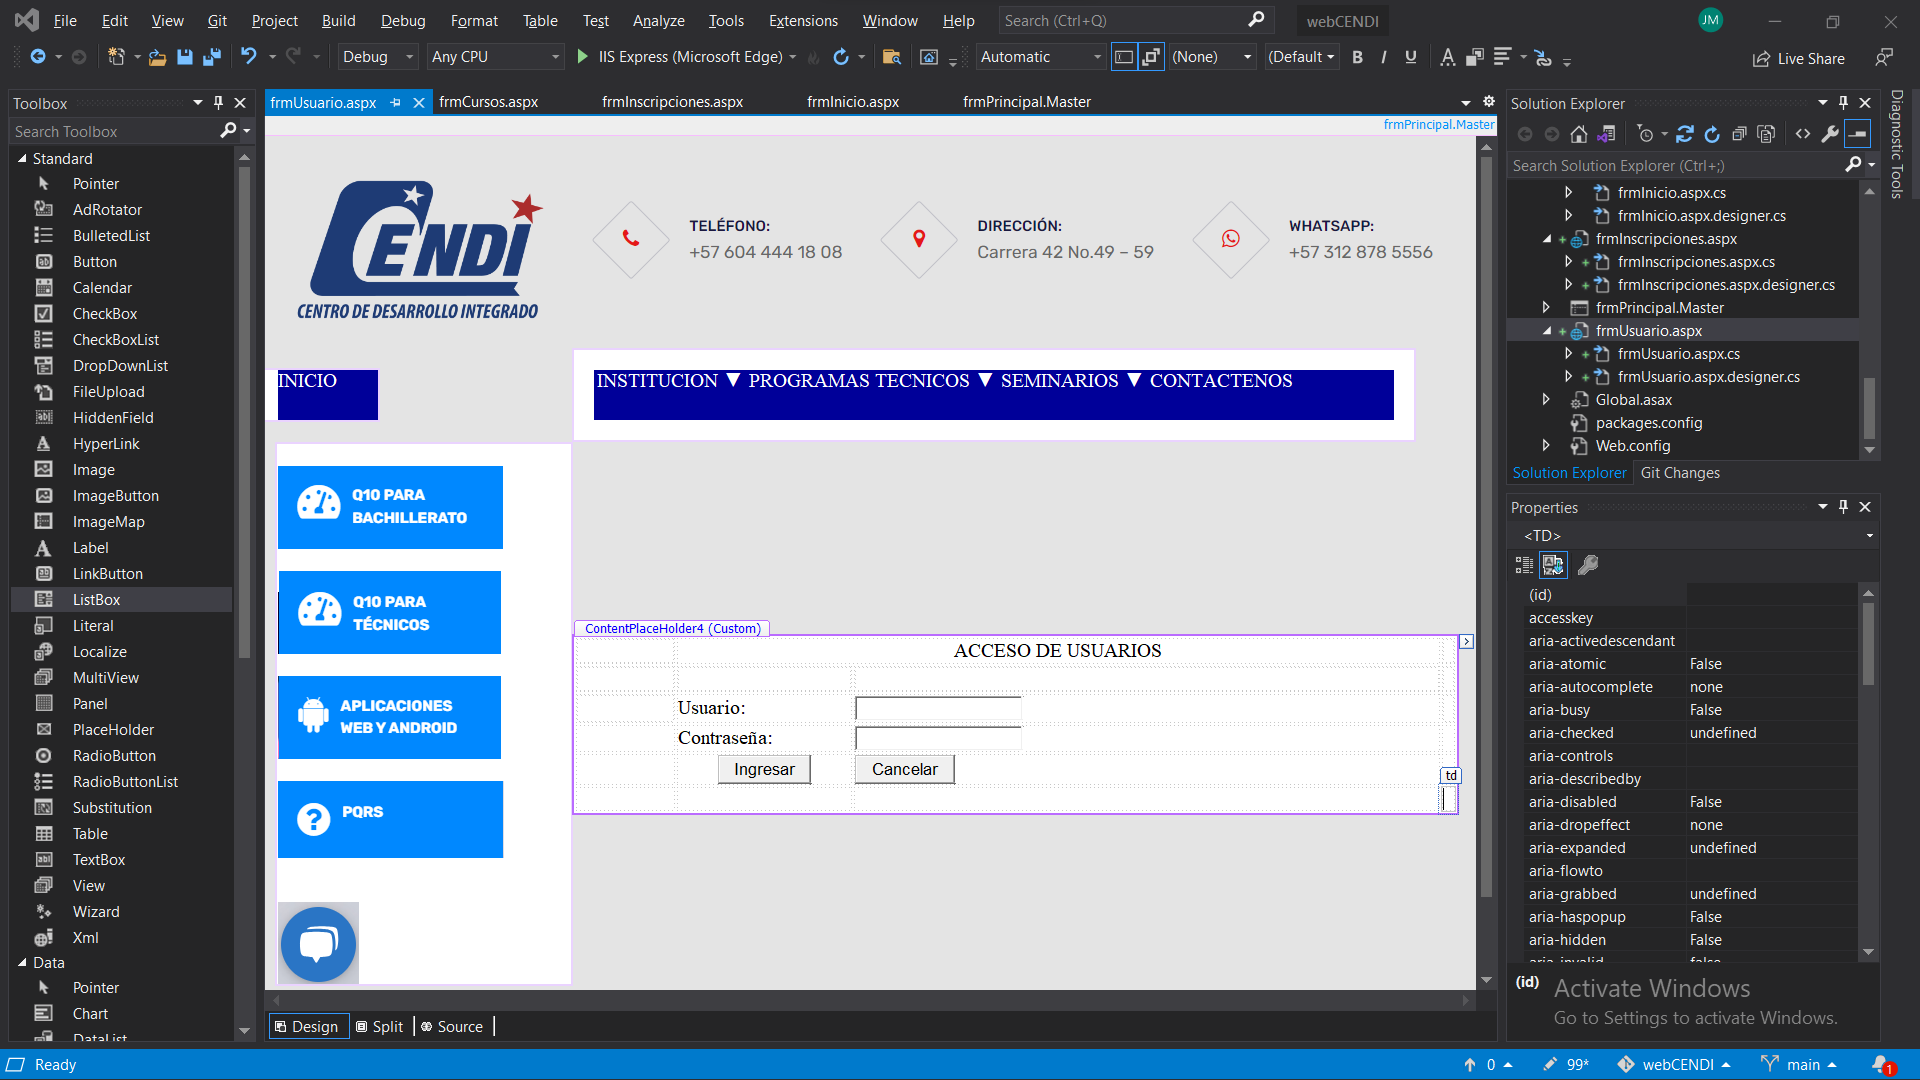 File Edit View Git Project Build Debug Format Table Test Analyze Tools Extensions Window Help Search (Ctrl+Q) webCENDI JM
Debug Any CPU IIS Express (Microsoft Edge) Automatic (None) (Default B I U A Live Share
Toolbox
Search Toolbox
Standard
Pointer
AdRotator
BulletedList
Button
Calendar
CheckBox
CheckBoxList
DropDownList
FileUpload
HiddenField
HyperLink
Image
ImageButton
ImageMap
Label
LinkButton
ListBox
Literal
Localize
MultiView
Panel
PlaceHolder
RadioButton
RadioButtonList
Substitution
Table
TextBox
View
Wizard
Xml
Data
Pointer
Chart
DataList
frmUsuario.aspx frmCursos.aspx frmInscripciones.aspx frmInicio.aspx frmPrincipal.Master
frmPrincipal.Master
CENDI
CENTRO DE DESARROLLO INTEGRADO
TELÉFONO:
+57 604 444 18 08
DIRECCIÓN:
Carrera 42 No.49 – 59
WHATSAPP:
+57 312 878 5556
INICIO
INSTITUCION ▼ PROGRAMAS TECNICOS ▼ SEMINARIOS ▼ CONTACTENOS
Q10 PARA
BACHILLERATO
Q10 PARA
TÉCNICOS
APLICACIONES
WEB Y ANDROID
? PQRS
ContentPlaceHolder4 (Custom)
ACCESO DE USUARIOS
Usuario:
Contraseña:
Ingresar Cancelar
td
Design Split Source
Solution Explorer
Search Solution Explorer (Ctrl+;)
frmInicio.aspx.cs
frmInicio.aspx.designer.cs
frmInscripciones.aspx
frmInscripciones.aspx.cs
frmInscripciones.aspx.designer.cs
frmPrincipal.Master
frmUsuario.aspx
frmUsuario.aspx.cs
frmUsuario.aspx.designer.cs
Global.asax
packages.config
Web.config
Solution Explorer Git Changes
Diagnostic Tools
Properties
<TD>
(id)
accesskey
aria-activedescendant
aria-atomic False
aria-autocomplete none
aria-busy False
aria-checked undefined
aria-controls
aria-describedby
aria-disabled False
aria-dropeffect none
aria-expanded undefined
aria-flowto
aria-grabbed undefined
aria-haspopup False
aria-hidden False
aria-invalid false
(id)
Activate Windows
Go to Settings to activate Windows.
Ready 0 99* webCENDI main 1